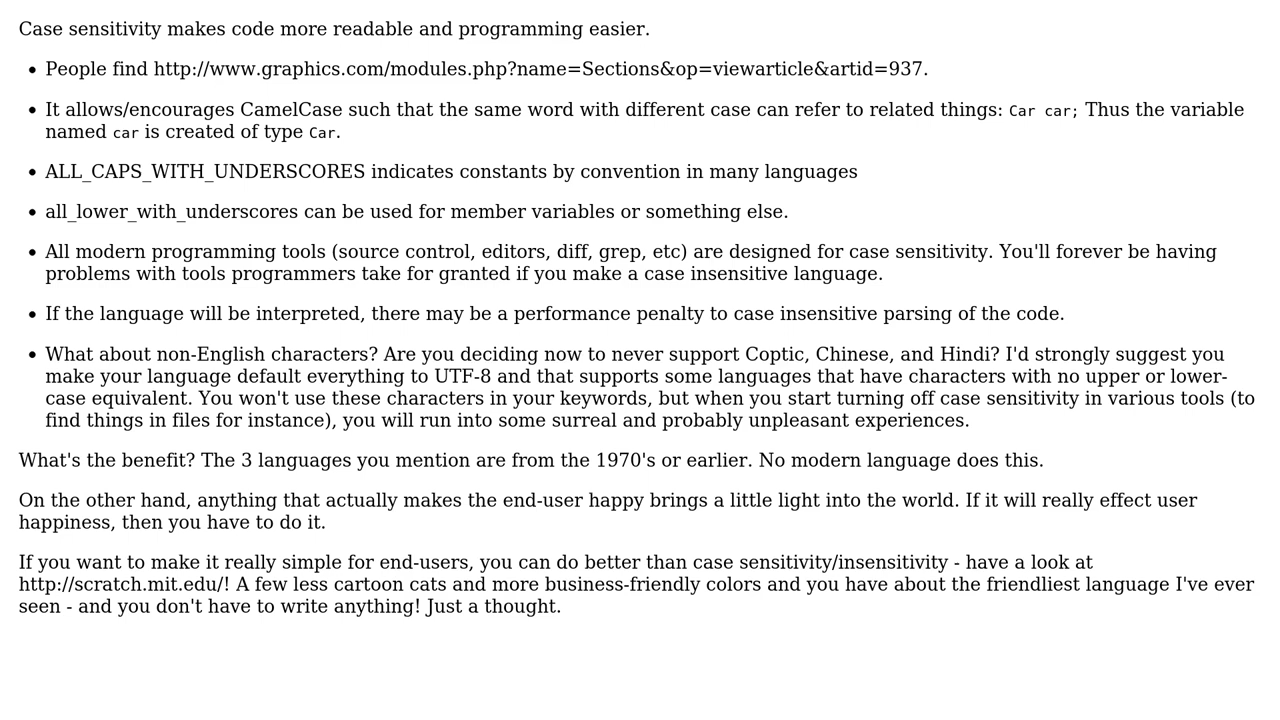 Case sensitivity makes code more readable and programming easier.
• People find http://www.graphics.com/modules.php?name=Sections&op=viewarticle&artid=937.
• It allows/encourages CamelCase such that the same word with different case can refer to related things: Car car; Thus the variable
named car is created of type Car.
• ALL_CAPS_WITH_UNDERSCORES indicates constants by convention in many languages
• all_lower_with_underscores can be used for member variables or something else.
• All modern programming tools (source control, editors, diff, grep, etc) are designed for case sensitivity. You'll forever be having
problems with tools programmers take for granted if you make a case insensitive language.
• If the language will be interpreted, there may be a performance penalty to case insensitive parsing of the code.
• What about non-English characters? Are you deciding now to never support Coptic, Chinese, and Hindi? I'd strongly suggest you
make your language default everything to UTF-8 and that supports some languages that have characters with no upper or lower-
case equivalent. You won't use these characters in your keywords, but when you start turning off case sensitivity in various tools (to
find things in files for instance), you will run into some surreal and probably unpleasant experiences.
What's the benefit? The 3 languages you mention are from the 1970's or earlier. No modern language does this.
On the other hand, anything that actually makes the end-user happy brings a little light into the world. If it will really effect user
happiness, then you have to do it.
If you want to make it really simple for end-users, you can do better than case sensitivity/insensitivity - have a look at
http://scratch.mit.edu/! A few less cartoon cats and more business-friendly colors and you have about the friendliest language I've ever
seen - and you don't have to write anything! Just a thought.